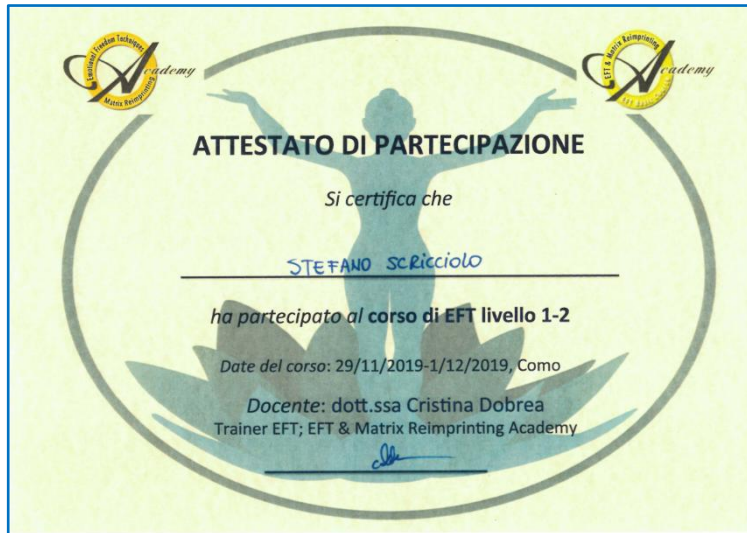 Emotional Freedom Techniques
Academy
Matrix Reimprinting
EFT & Matrix Reimprinting
Academy
ATTESTATO DI PARTECIPAZIONE
Si certifica che
STEFANO SCRICCIOLO
ha partecipato al corso di EFT livello 1-2
Date del corso: 29/11/2019-1/12/2019, Como
Docente: dott.ssa Cristina Dobrea
Trainer EFT; EFT & Matrix Reimprinting Academy